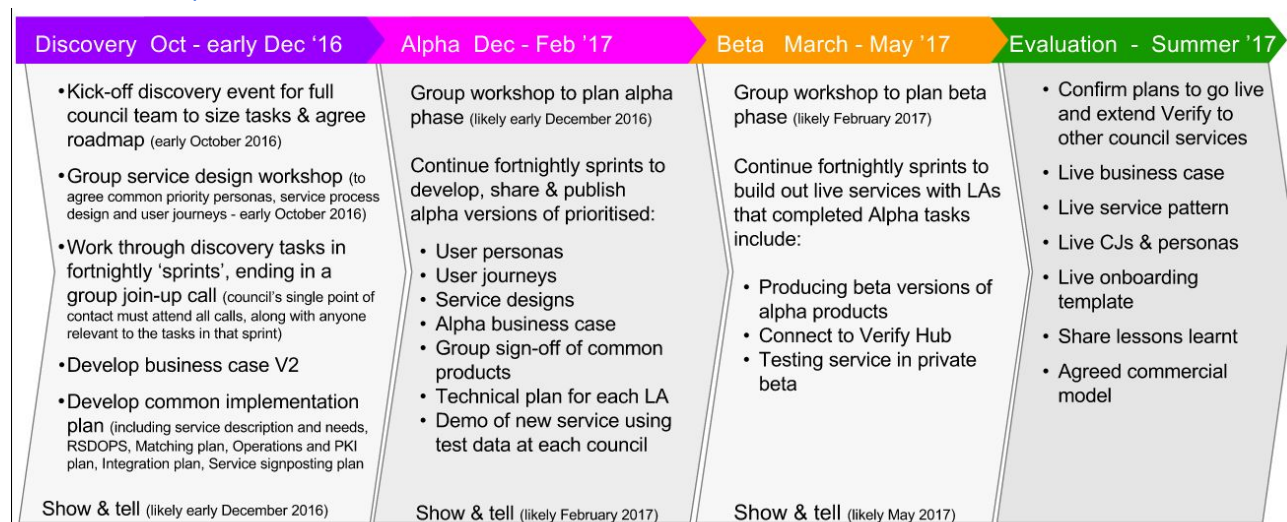 Discovery Oct - early Dec ‘16
•Kick-off discovery event for full
council team to size tasks & agree
roadmap (early October 2016)
•Group service design workshop (to
agree common priority personas, service process
design and user journeys - early October 2016)
•Work through discovery tasks in
fortnightly ‘sprints’, ending in a
group join-up call (council’s single point of
contact must attend all calls, along with anyone
relevant to the tasks in that sprint)
•Develop business case V2
•Develop common implementation
plan (including service description and needs,
RSDOPS, Matching plan, Operations and PKI
plan, Integration plan, Service signposting plan
Show & tell (likely early December 2016)
Alpha Dec - Feb ’17
Group workshop to plan alpha
phase (likely early December 2016)
Continue fortnightly sprints to
develop, share & publish
alpha versions of prioritised:
• User personas
• User journeys
• Service designs
• Alpha business case
• Group sign-off of common
products
• Technical plan for each LA
• Demo of new service using
test data at each council
Show & tell (likely February 2017)
Beta March - May ’17
Group workshop to plan beta
phase (likely February 2017)
Continue fortnightly sprints to
build out live services with LAs
that completed Alpha tasks
include:
• Producing beta versions of
alpha products
• Connect to Verify Hub
• Testing service in private
beta
Show & tell (likely May 2017)
Evaluation - Summer ’17
• Confirm plans to go live
and extend Verify to
other council services
• Live business case
• Live service pattern
• Live CJs & personas
• Live onboarding
template
• Share lessons learnt
• Agreed commercial
model